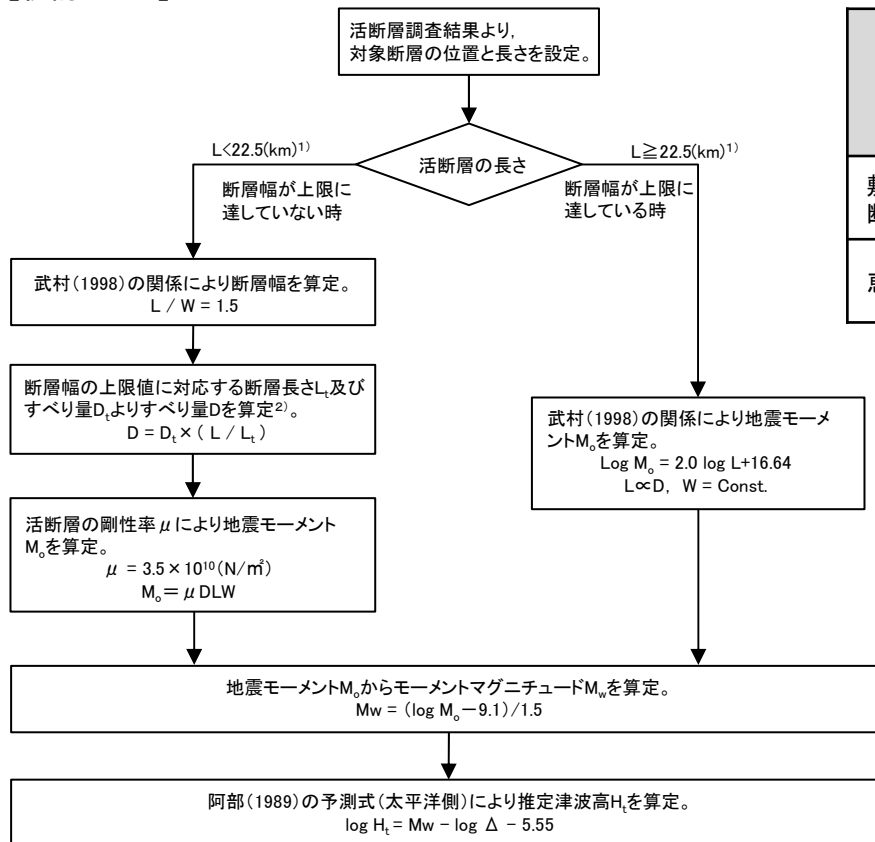 活断層調査結果より,
対象断層の位置と長さを設定。
活断層の長さ
L<22.5(km)1)
L≧22.5(km)1)
断層幅が上限に
達していない時
断層幅が上限に
達している時
武村(1998)の関係により断層幅を算定。
L / W = 1.5
断層幅の上限値に対応する断層長さLt及び
すべり量Dtよりすべり量Dを算定2)。
D = Dt × ( L / Lt )
活断層の剛性率μにより地震モーメント
Moを算定。
μ = 3.5 × 10¹⁰(N/㎡)
Mo = μ DLW
武村(1998)の関係により地震モーメ
ントMoを算定。
Log Mo = 2.0 log L+16.64
L∝D, W = Const.
地震モーメントMoからモーメントマグニチュードMwを算定。
Mw = (log Mo-9.1)/1.5
阿部(1989)の予測式(太平洋側)により推定津波高Htを算定。
log Ht = Mw - log Δ - 5.55
断